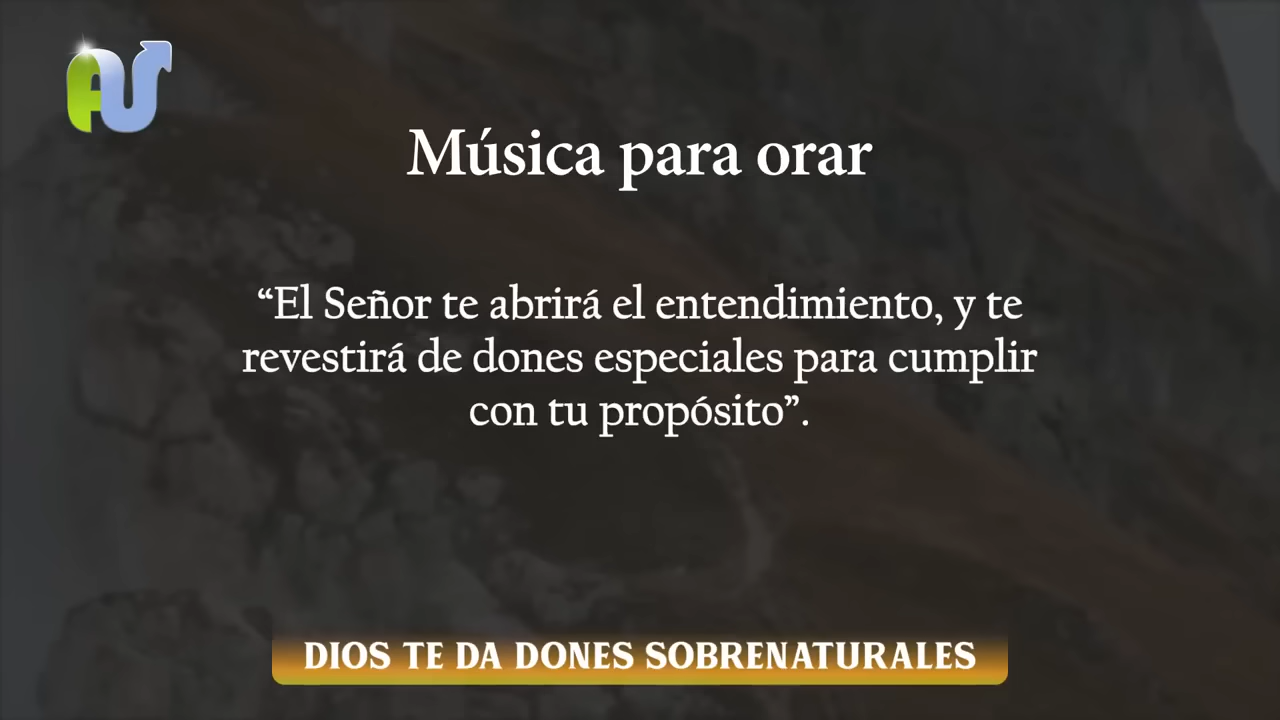 AU
Música para orar
“El Señor te abrirá el entendimiento, y te
revestirá de dones especiales para cumplir
con tu propósito”.
DIOS TE DA DONES SOBRENATURALES